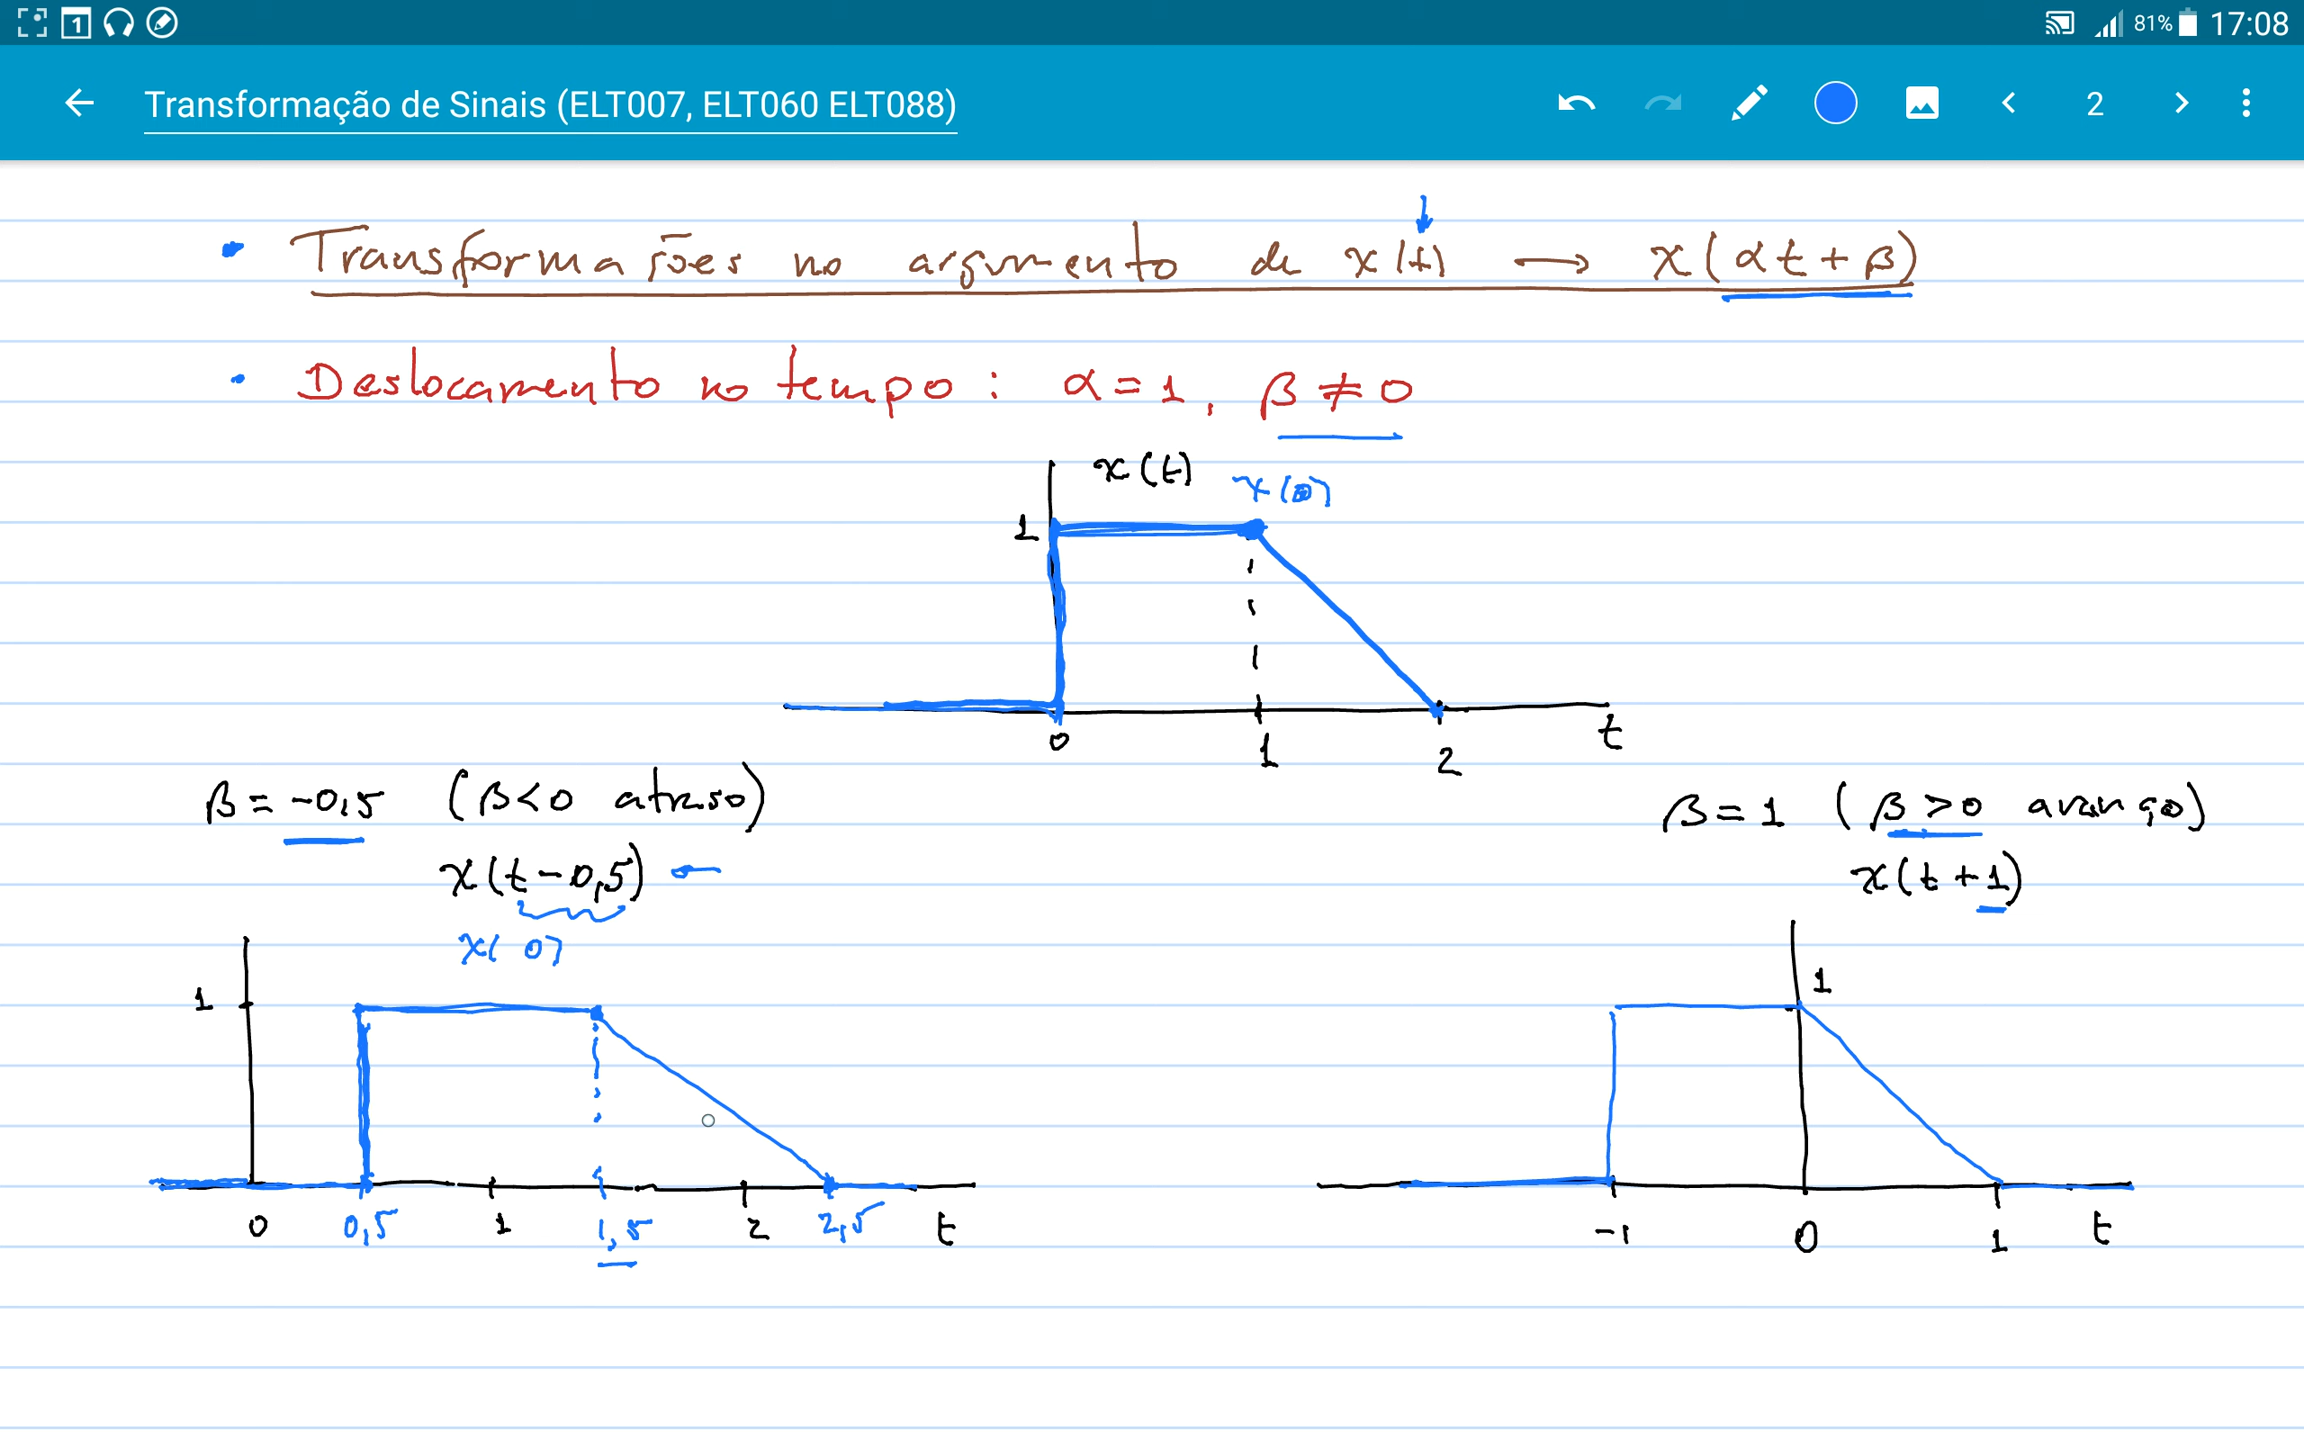 1 81% 17:08
Transformação de Sinais (ELT007, ELT060 ELT088) 2
• Transformações no argumento de x(t) → x(αt+β)
• Deslocamento no tempo: α=1, β≠0
x(t) x(0)
1
0 1 2 t
β=-0,5 (β<0 atraso)
x(t-0,5) ←
x( 0)
1
0 0,5 1 1,5 2 2,5 t
β=1 (β>0 avanço)
x(t+1)
1
-1 0 1 t